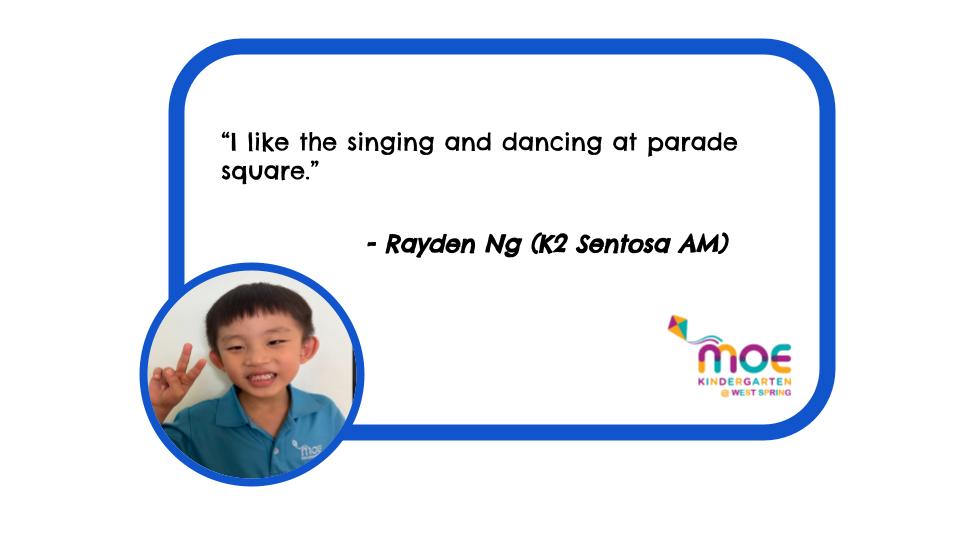 “I like the singing and dancing at parade
square.”
- Rayden Ng (K2 Sentosa AM)
moe
KINDERGARTEN
@ WEST SPRING
moe